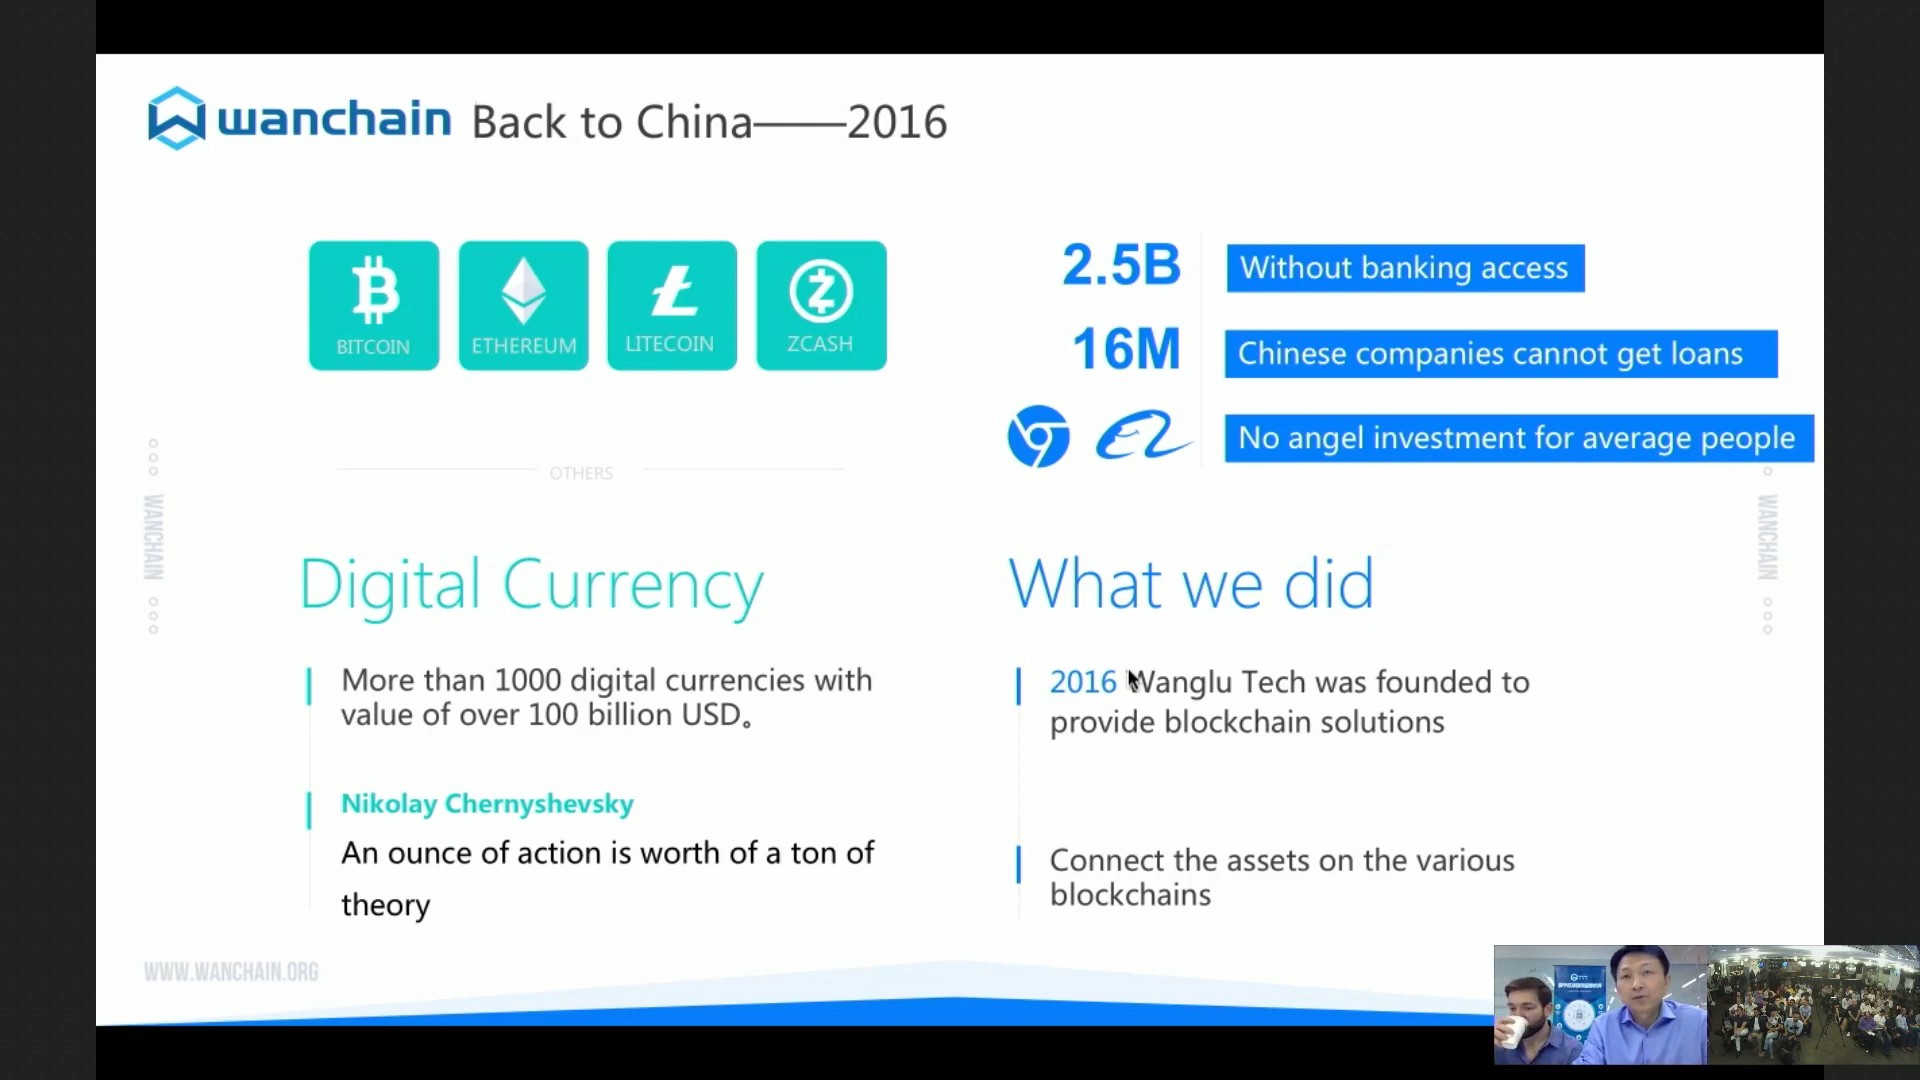 wanchain Back to China——2016
BITCOIN
ETHEREUM
LITECOIN
ZCASH
OTHERS
2.5B Without banking access
16M Chinese companies cannot get loans
No angel investment for average people
WANCHAIN
WANCHAIN
Digital Currency
More than 1000 digital currencies with
value of over 100 billion USD。
Nikolay Chernyshevsky
An ounce of action is worth of a ton of
theory
What we did
2016 Wanglu Tech was founded to
provide blockchain solutions
Connect the assets on the various
blockchains
WWW.WANCHAIN.ORG